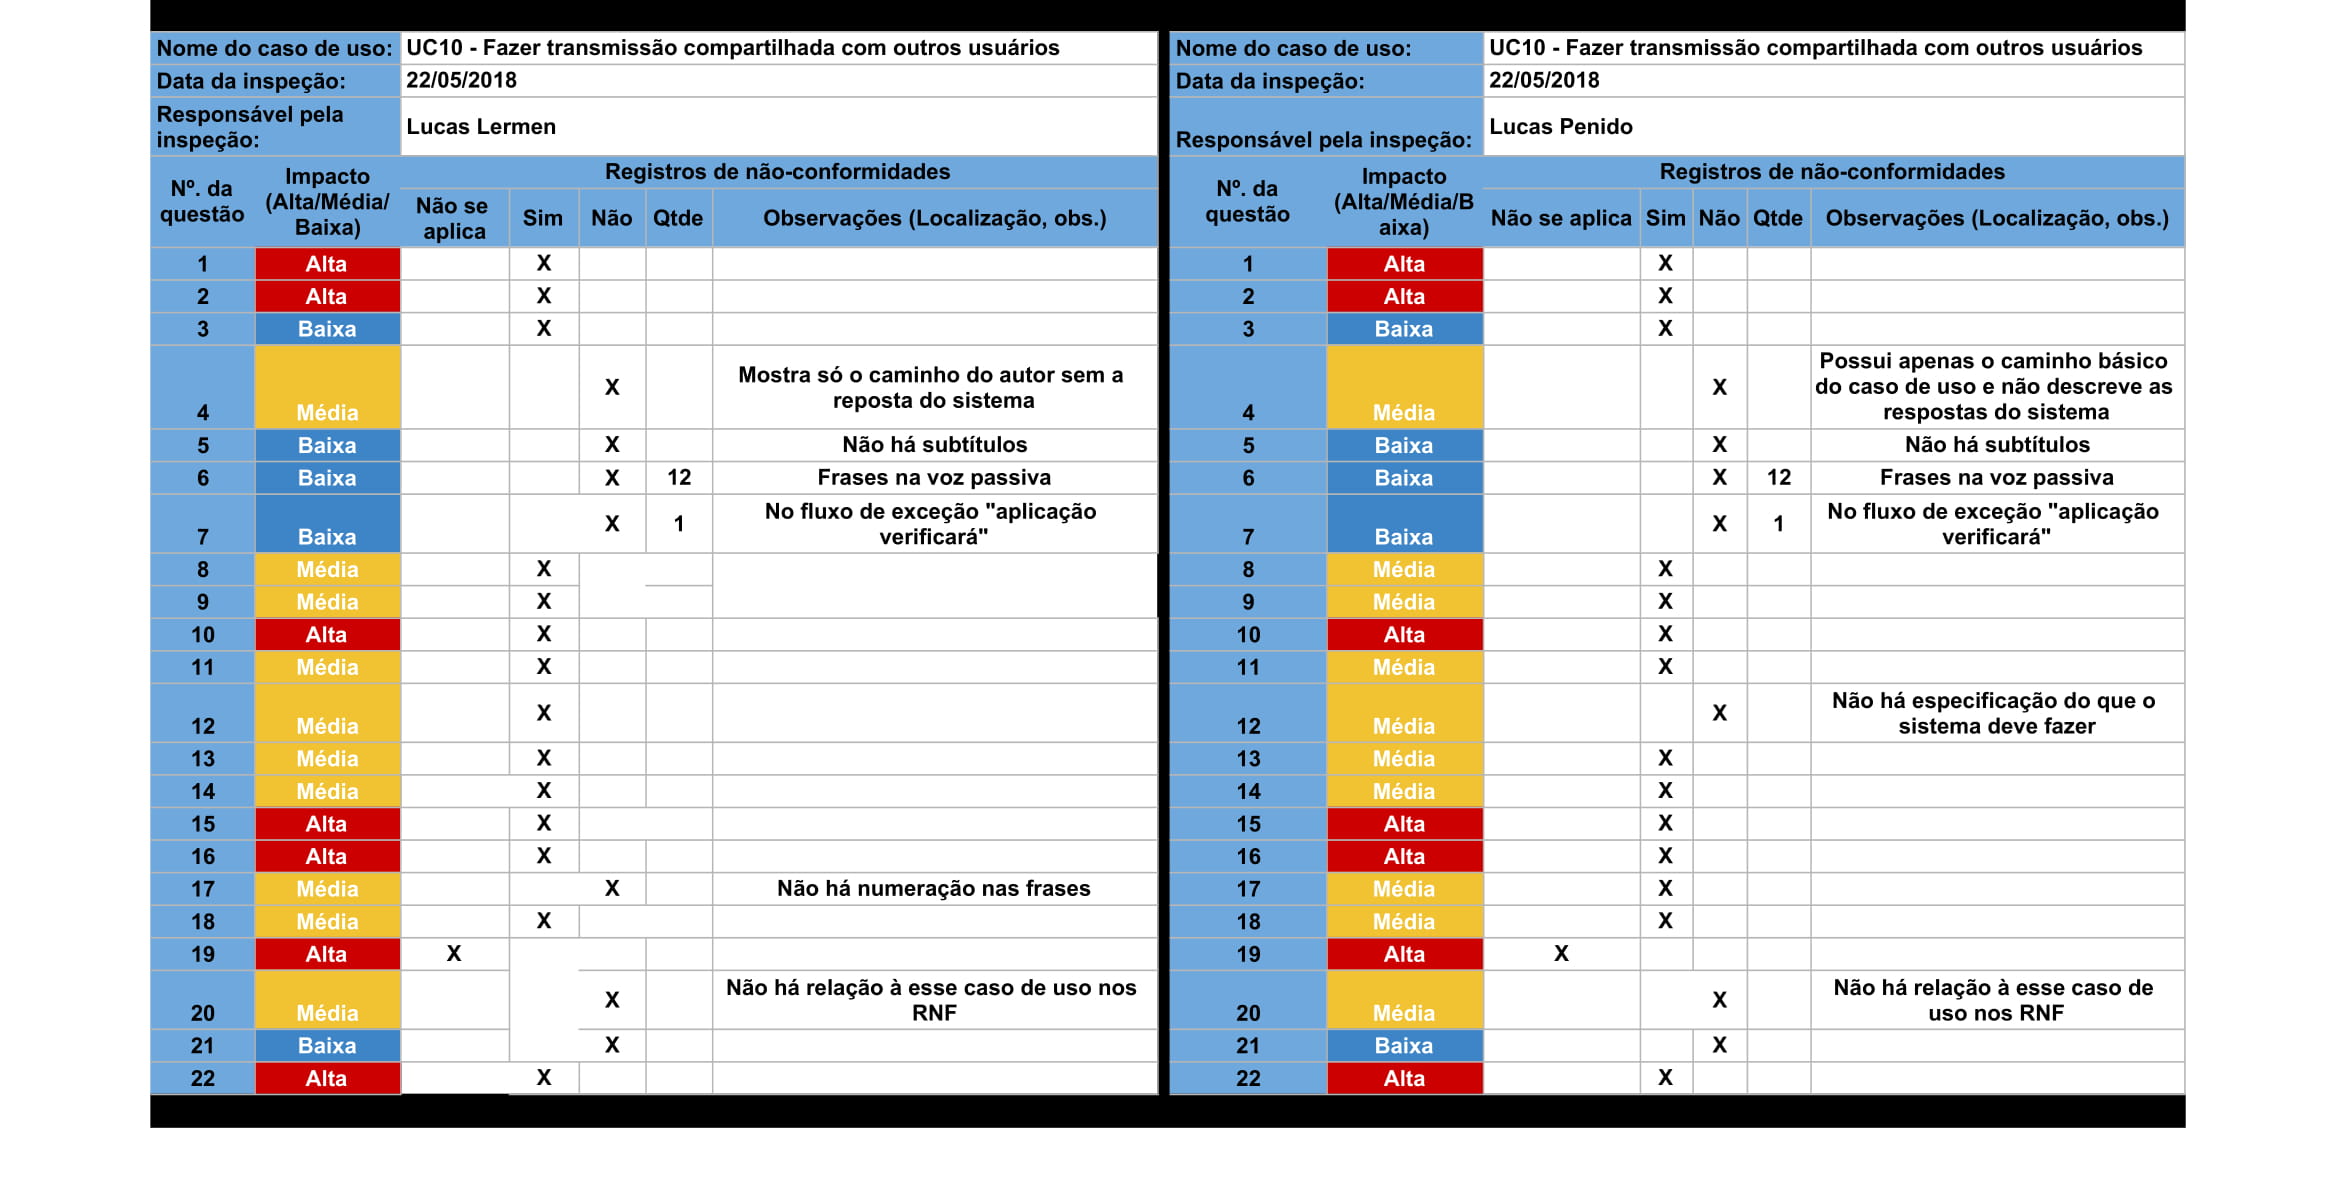 Nome do caso de uso: UC10 - Fazer transmissão compartilhada com outros usuários
Data da inspeção: 22/05/2018
Responsável pela
inspeção: Lucas Lermen
Nº. da
questão
Impacto
(Alta/Média/
Baixa)
Registros de não-conformidades
Não se
aplica
Sim Não Qtde Observações (Localização, obs.)
1 Alta X
2 Alta X
3 Baixa X
4 Média X Mostra só o caminho do autor sem a
reposta do sistema
5 Baixa X Não há subtítulos
6 Baixa X 12 Frases na voz passiva
7 Baixa X 1 No fluxo de exceção "aplicação
verificará"
8 Média X
9 Média X
10 Alta X
11 Média X
12 Média X
13 Média X
14 Média X
15 Alta X
16 Alta X
17 Média X Não há numeração nas frases
18 Média X
19 Alta X
20 Média X Não há relação à esse caso de uso nos
RNF
21 Baixa X
22 Alta X
Nome do caso de uso: UC10 - Fazer transmissão compartilhada com outros usuários
Data da inspeção: 22/05/2018
Responsável pela inspeção: Lucas Penido
Nº. da
questão
Impacto
(Alta/Média/B
aixa)
Registros de não-conformidades
Não se aplica Sim Não Qtde Observações (Localização, obs.)
1 Alta X
2 Alta X
3 Baixa X
4 Média X Possui apenas o caminho básico
do caso de uso e não descreve as
respostas do sistema
5 Baixa X Não há subtítulos
6 Baixa X 12 Frases na voz passiva
7 Baixa X 1 No fluxo de exceção "aplicação
verificará"
8 Média X
9 Média X
10 Alta X
11 Média X
12 Média X Não há especificação do que o
sistema deve fazer
13 Média X
14 Média X
15 Alta X
16 Alta X
17 Média X
18 Média X
19 Alta X
20 Média X Não há relação à esse caso de
uso nos RNF
21 Baixa X
22 Alta X